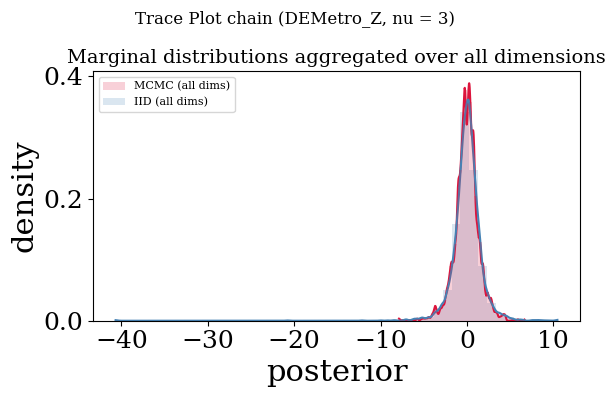 Trace Plot chain (DEMetro_Z, nu = 3)
Marginal distributions aggregated over all dimensions
MCMC (all dims)
IID (all dims)
density
0.4
0.2
0.0
−40 −30 −20 −10 0 10
posterior